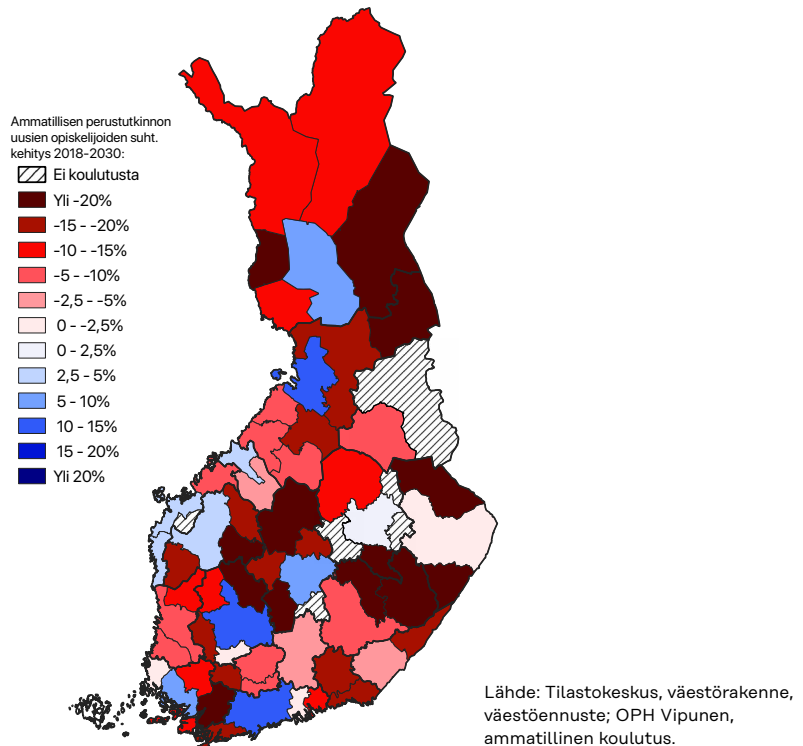 Ammatillisen perustutkinnon
uusien opiskelijoiden suht.
kehitys 2018-2030:
Ei koulutusta
Yli -20%
-15 - -20%
-10 - -15%
-5 - -10%
-2,5 - -5%
0 - -2,5%
0 - 2,5%
2,5 - 5%
5 - 10%
10 - 15%
15 - 20%
Yli 20%
Lähde: Tilastokeskus, väestörakenne,
väestöennuste; OPH Vipunen,
ammatillinen koulutus.